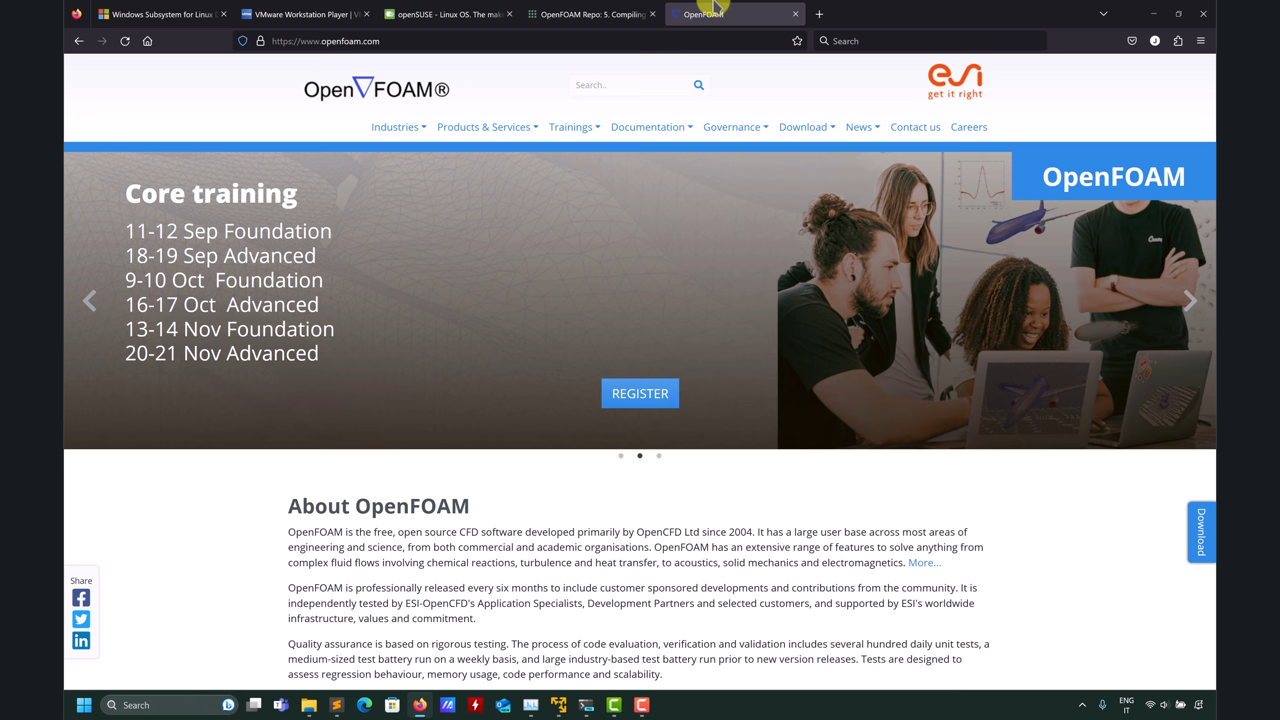 Windows Subsystem for Linux
VMware Workstation Player | V
openSUSE - Linux OS. The make
OpenFOAM Repo: 5. Compiling
OpenFOAM
https://www.openfoam.com
Search
Open∇FOAM®
Search..
esi
get it right
Industries
Products & Services
Trainings
Documentation
Governance
Download
News
Contact us
Careers
OpenFOAM
Core training
11-12 Sep Foundation
18-19 Sep Advanced
9-10 Oct Foundation
16-17 Oct Advanced
13-14 Nov Foundation
20-21 Nov Advanced
REGISTER
About OpenFOAM
OpenFOAM is the free, open source CFD software developed primarily by OpenCFD Ltd since 2004. It has a large user base across most areas of
engineering and science, from both commercial and academic organisations. OpenFOAM has an extensive range of features to solve anything from
complex fluid flows involving chemical reactions, turbulence and heat transfer, to acoustics, solid mechanics and electromagnetics. More...
OpenFOAM is professionally released every six months to include customer sponsored developments and contributions from the community. It is
independently tested by ESI-OpenCFD's Application Specialists, Development Partners and selected customers, and supported by ESI's worldwide
infrastructure, values and commitment.
Quality assurance is based on rigorous testing. The process of code evaluation, verification and validation includes several hundred daily unit tests, a
medium-sized test battery run on a weekly basis, and large industry-based test battery run prior to new version releases. Tests are designed to
assess regression behaviour, memory usage, code performance and scalability.
Download
Share
Search
ENG
IT